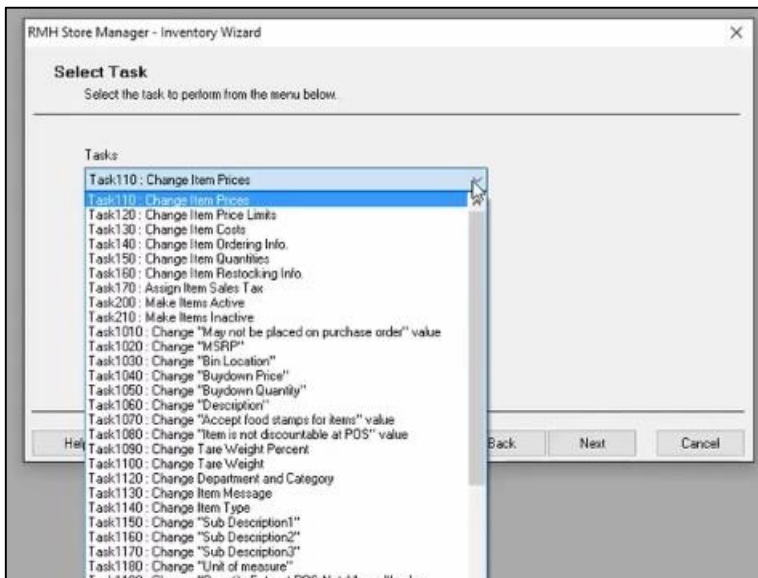 RMH Store Manager - Inventory Wizard
Select Task
Select the task to perform from the menu below.
Tasks
Task110 : Change Item Prices
Task110 : Change Item Prices
Task120 : Change Item Price Limits
Task130 : Change Item Costs
Task140 : Change Item Ordering Info.
Task150 : Change Item Quantities
Task160 : Change Item Restocking Info.
Task170 : Assign Item Sales Tax
Task200 : Make Items Active
Task210 : Make Items Inactive
Task1010 : Change "May not be placed on purchase order" value
Task1020 : Change "MSRP"
Task1030 : Change "Bin Location"
Task1040 : Change "Buydown Price"
Task1050 : Change "Buydown Quantity"
Task1060 : Change "Description"
Task1070 : Change "Accept food stamps for items" value
Task1080 : Change "Item is not discountable at POS" value
Task1090 : Change Tare Weight Percent
Task1100 : Change Tare Weight
Task1120 : Change Department and Category
Task1130 : Change Item Message
Task1140 : Change Item Type
Task1150 : Change "Sub Description1"
Task1160 : Change "Sub Description2"
Task1170 : Change "Sub Description3"
Task1180 : Change "Unit of measure"
Hel
Back
Next
Cancel